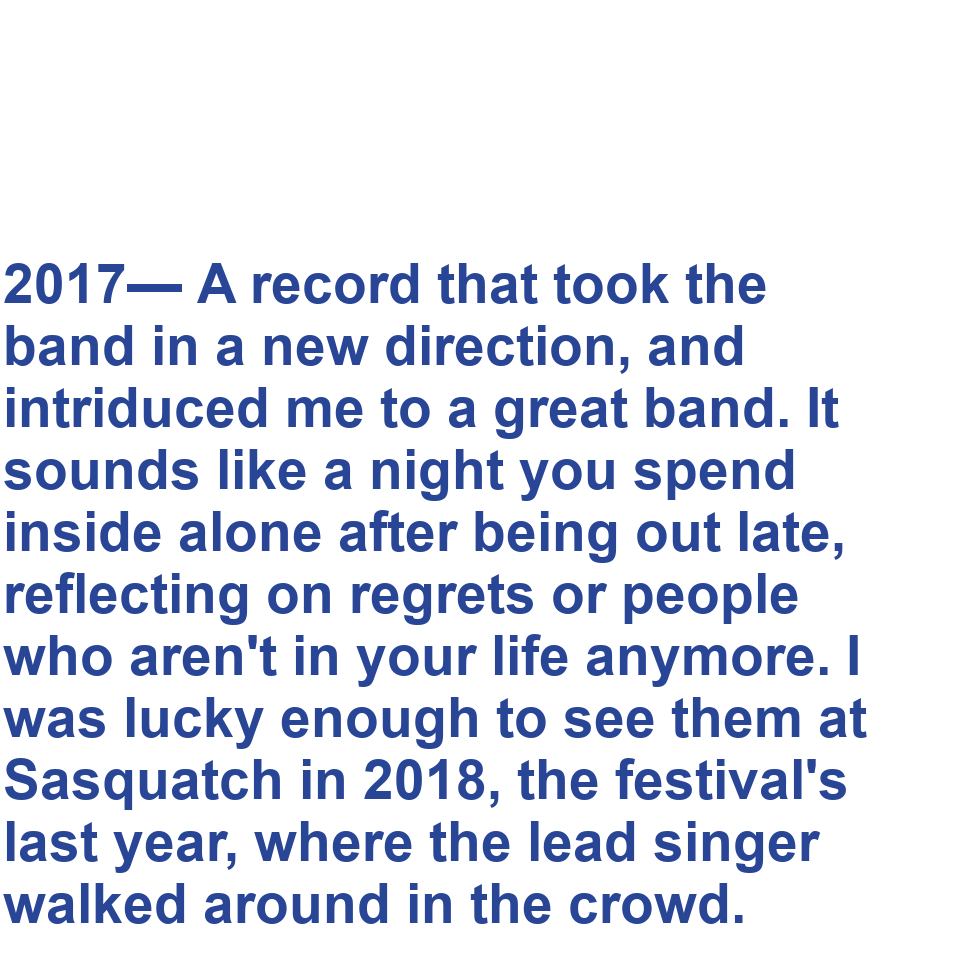 2017— A record that took the
band in a new direction, and
intriduced me to a great band. It
sounds like a night you spend
inside alone after being out late,
reflecting on regrets or people
who aren't in your life anymore. I
was lucky enough to see them at
Sasquatch in 2018, the festival's
last year, where the lead singer
walked around in the crowd.